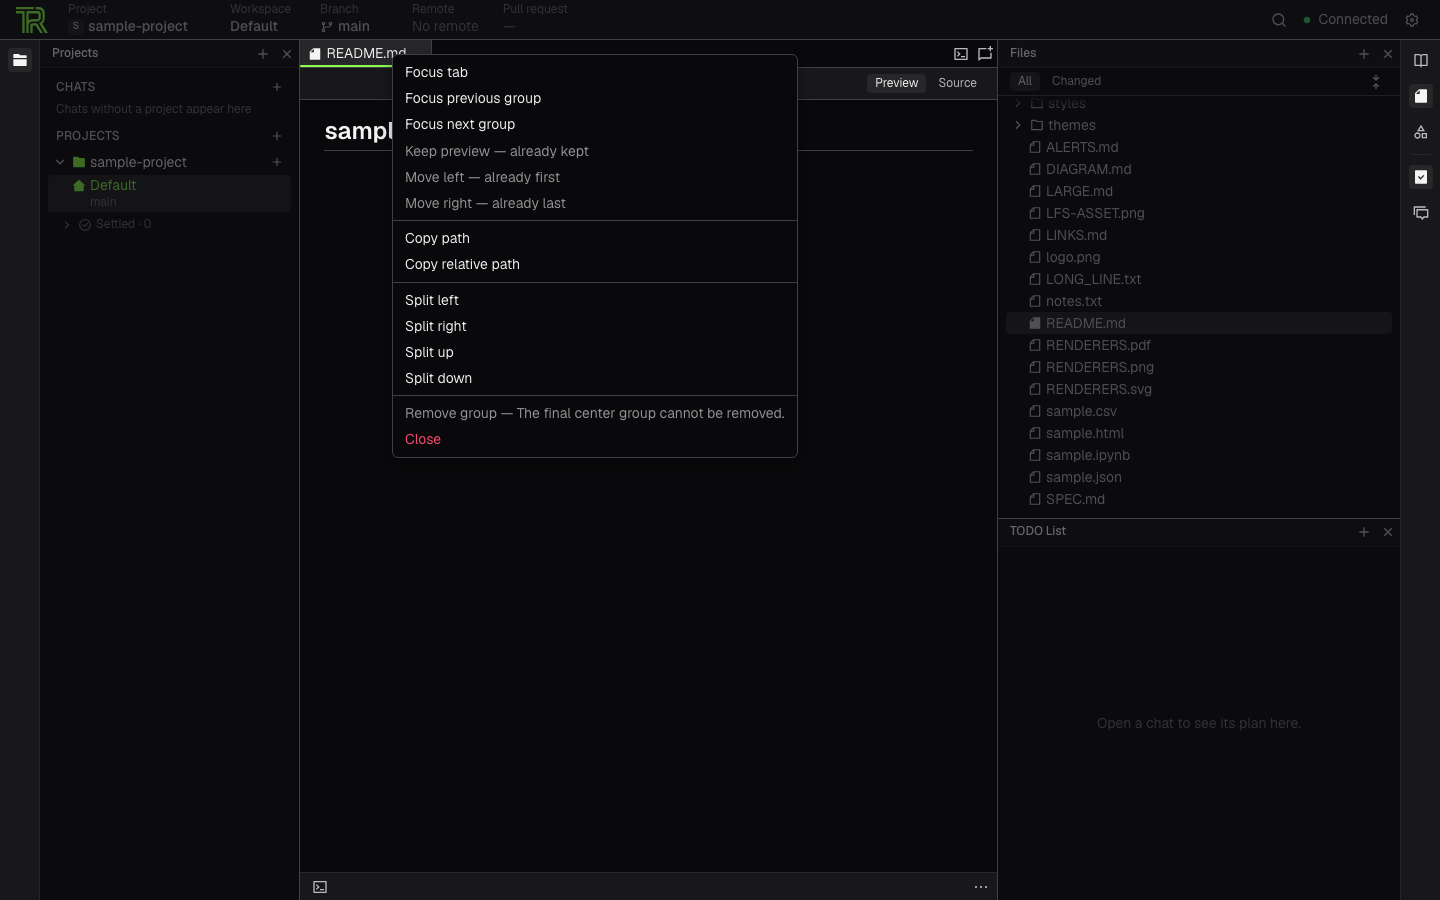 TR
Project
S sample-project
Workspace
Default
Branch
main
Remote
No remote
Pull request
—
Connected
Projects
CHATS
Chats without a project appear here
PROJECTS
sample-project
Default
main
Settled · 0
README.md
Preview
Source
sampl
Focus tab
Focus previous group
Focus next group
Keep preview — already kept
Move left — already first
Move right — already last
Copy path
Copy relative path
Split left
Split right
Split up
Split down
Remove group — The final center group cannot be removed.
Close
Files
All
Changed
styles
themes
ALERTS.md
DIAGRAM.md
LARGE.md
LFS-ASSET.png
LINKS.md
logo.png
LONG_LINE.txt
notes.txt
README.md
RENDERERS.pdf
RENDERERS.png
RENDERERS.svg
sample.csv
sample.html
sample.ipynb
sample.json
SPEC.md
TODO List
Open a chat to see its plan here.